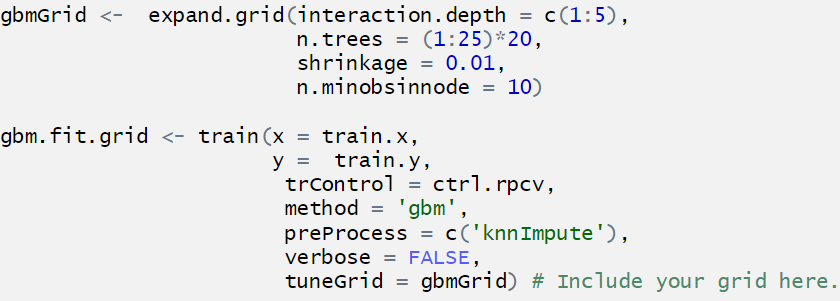 gbmGrid <-  expand.grid(interaction.depth = c(1:5),
                        n.trees = (1:25)*20,
                        shrinkage = 0.01,
                        n.minobsinnode = 10)

gbm.fit.grid <- train(x = train.x,
                      y =  train.y,
                       trControl = ctrl.rpcv,
                       method = 'gbm',
                       preProcess = c('knnImpute'),
                       verbose = FALSE,
                       tuneGrid = gbmGrid) # Include your grid here.